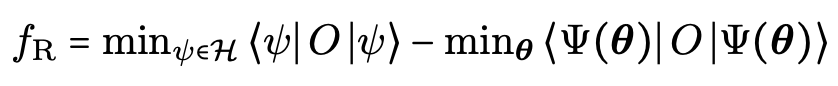 f_R = min_{ψ∈ℋ} ⟨ψ| O |ψ⟩ − min_𝜽 ⟨Ψ(𝜽)| O |Ψ(𝜽)⟩